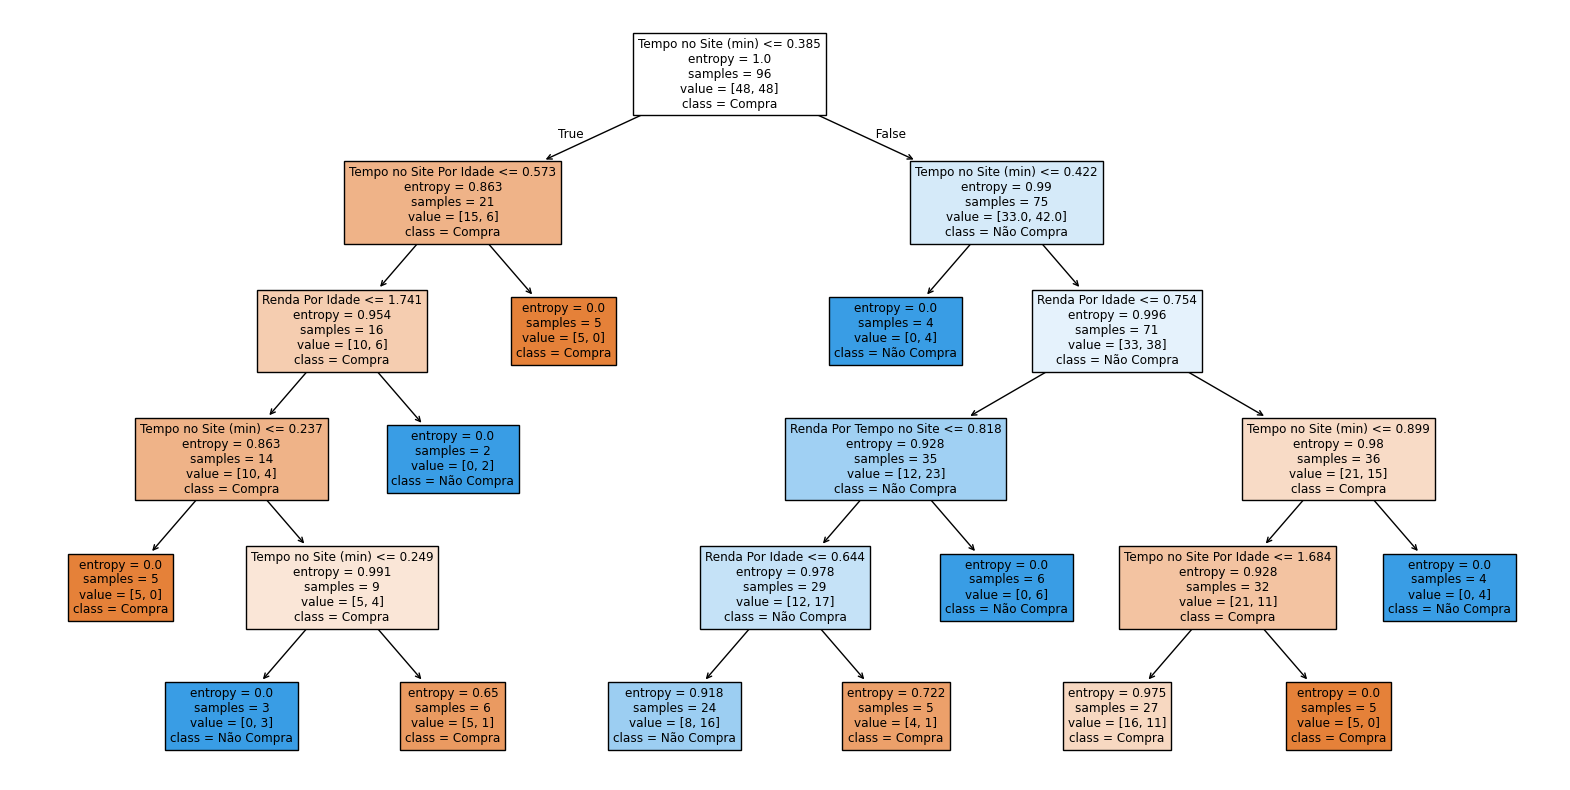 Tempo no Site (min) <= 0.385
entropy = 1.0
samples = 96
value = [48, 48]
class = Compra
True
False
Tempo no Site Por Idade <= 0.573
entropy = 0.863
samples = 21
value = [15, 6]
class = Compra
Tempo no Site (min) <= 0.422
entropy = 0.99
samples = 75
value = [33.0, 42.0]
class = Não Compra
Renda Por Idade <= 1.741
entropy = 0.954
samples = 16
value = [10, 6]
class = Compra
entropy = 0.0
samples = 5
value = [5, 0]
class = Compra
entropy = 0.0
samples = 4
value = [0, 4]
class = Não Compra
Renda Por Idade <= 0.754
entropy = 0.996
samples = 71
value = [33, 38]
class = Não Compra
Tempo no Site (min) <= 0.237
entropy = 0.863
samples = 14
value = [10, 4]
class = Compra
entropy = 0.0
samples = 2
value = [0, 2]
class = Não Compra
Renda Por Tempo no Site <= 0.818
entropy = 0.928
samples = 35
value = [12, 23]
class = Não Compra
Tempo no Site (min) <= 0.899
entropy = 0.98
samples = 36
value = [21, 15]
class = Compra
entropy = 0.0
samples = 5
value = [5, 0]
class = Compra
Tempo no Site (min) <= 0.249
entropy = 0.991
samples = 9
value = [5, 4]
class = Compra
Renda Por Idade <= 0.644
entropy = 0.978
samples = 29
value = [12, 17]
class = Não Compra
entropy = 0.0
samples = 6
value = [0, 6]
class = Não Compra
Tempo no Site Por Idade <= 1.684
entropy = 0.928
samples = 32
value = [21, 11]
class = Compra
entropy = 0.0
samples = 4
value = [0, 4]
class = Não Compra
entropy = 0.0
samples = 3
value = [0, 3]
class = Não Compra
entropy = 0.65
samples = 6
value = [5, 1]
class = Compra
entropy = 0.918
samples = 24
value = [8, 16]
class = Não Compra
entropy = 0.722
samples = 5
value = [4, 1]
class = Compra
entropy = 0.975
samples = 27
value = [16, 11]
class = Compra
entropy = 0.0
samples = 5
value = [5, 0]
class = Compra